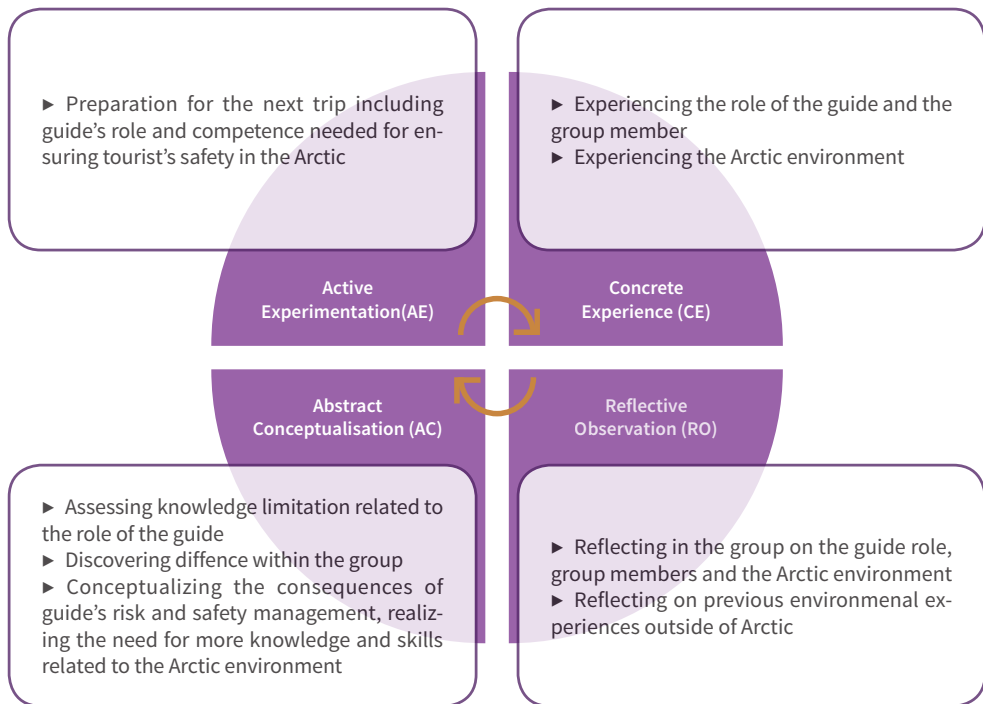 ► Preparation for the next trip including
guide's role and competence needed for en-
suring tourist's safety in the Arctic
► Experiencing the role of the guide and the
group member
► Experiencing the Arctic environment
Active
Experimentation(AE)
Concrete
Experience (CE)
Abstract
Conceptualisation (AC)
Reflective
Observation (RO)
► Assessing knowledge limitation related to
the role of the guide
► Discovering diffence within the group
► Conceptualizing the consequences of
guide's risk and safety management, realiz-
ing the need for more knowledge and skills
related to the Arctic environment
► Reflecting in the group on the guide role,
group members and the Arctic environment
► Reflecting on previous environmenal ex-
periences outside of Arctic